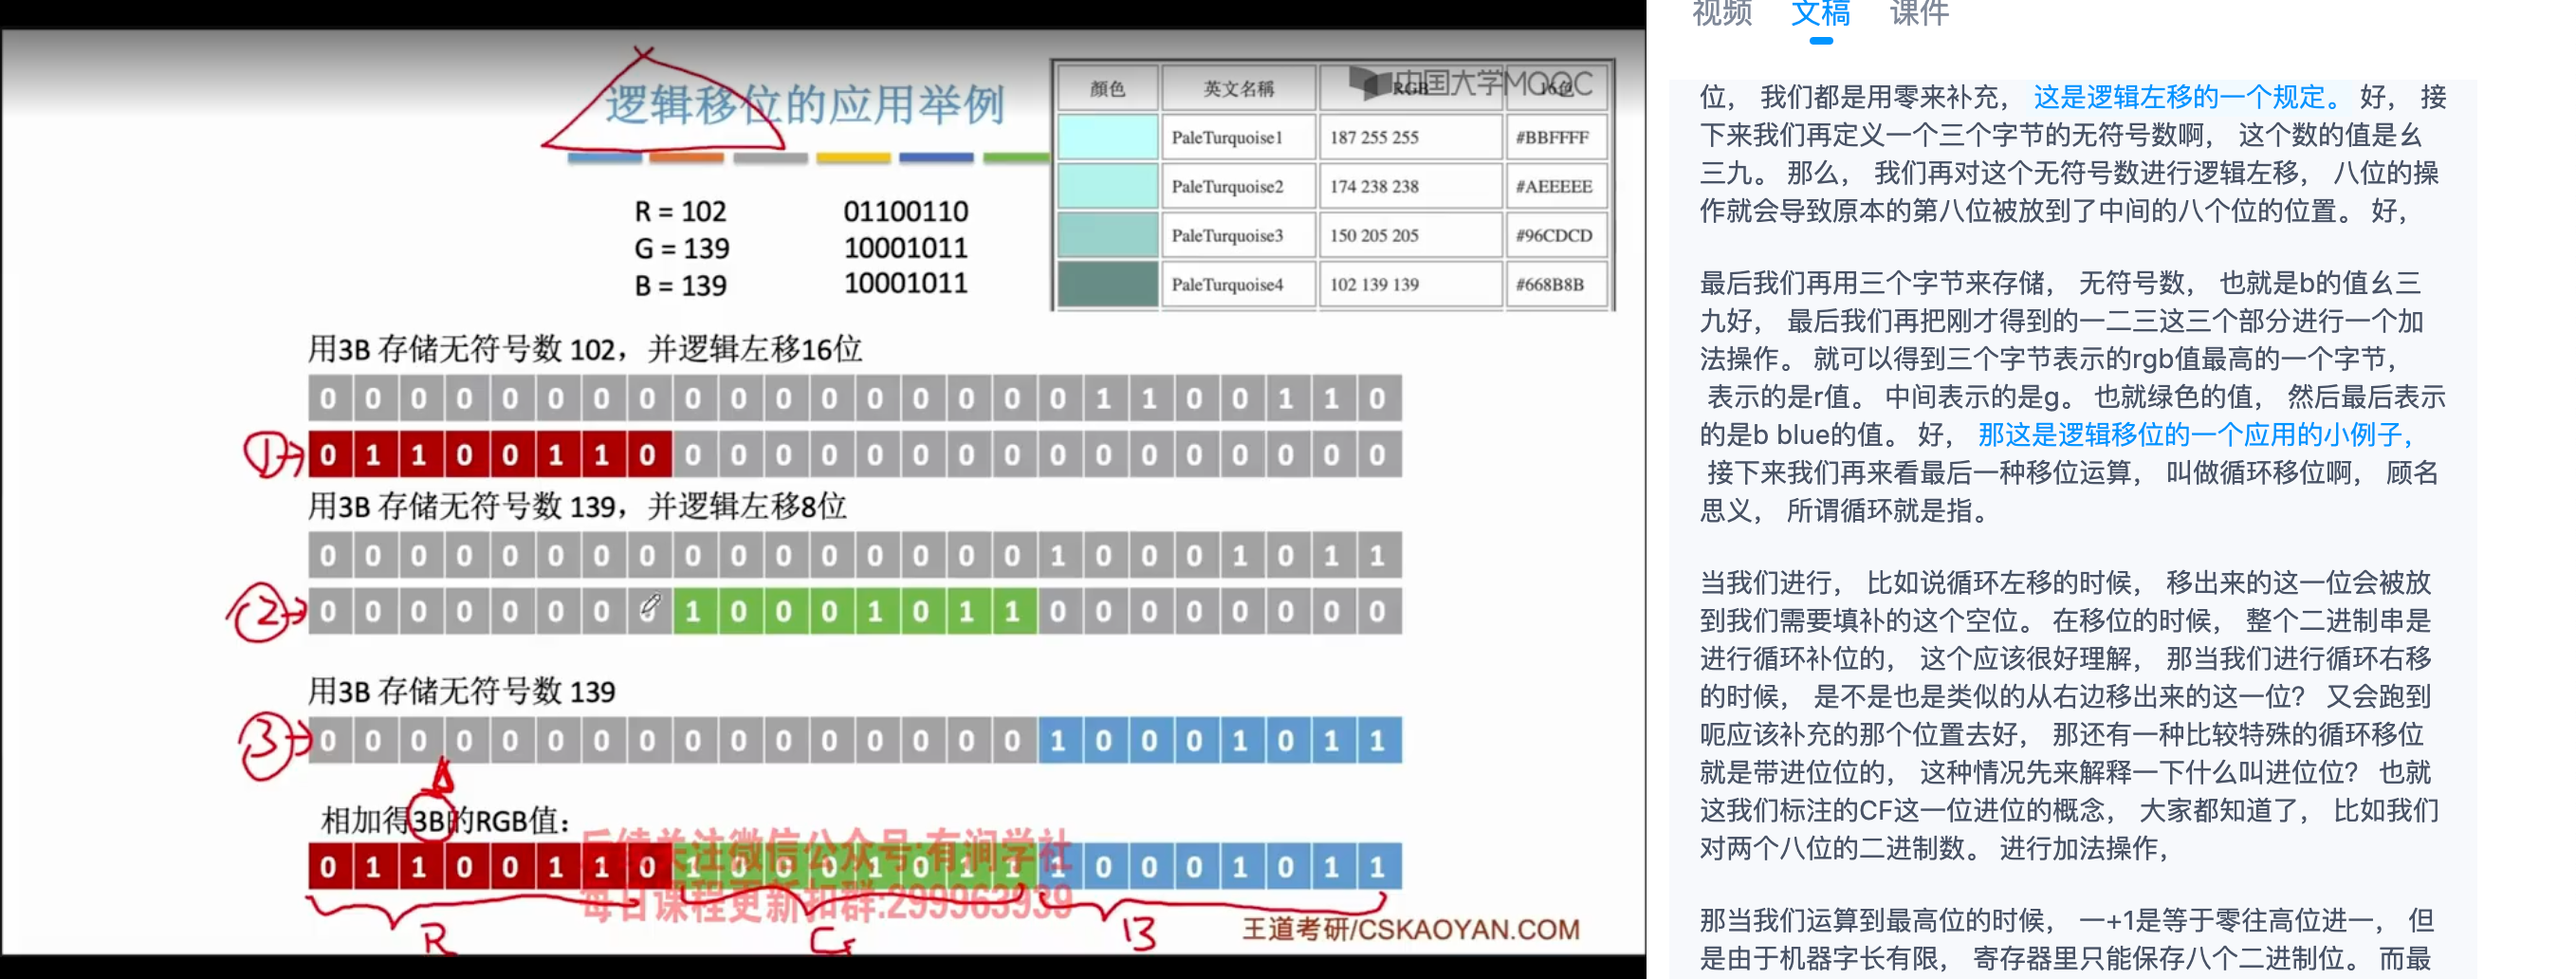 逻辑移位的应用举例
中国大学MOOC
顏色 英文名稱 RGB 16色
PaleTurquoise1 187 255 255 #BBFFFF
PaleTurquoise2 174 238 238 #AEEEEE
PaleTurquoise3 150 205 205 #96CDCD
PaleTurquoise4 102 139 139 #668B8B
R = 102 01100110
G = 139 10001011
B = 139 10001011
用3B 存储无符号数 102，并逻辑左移16位
0 0 0 0 0 0 0 0 0 0 0 0 0 0 0 0 0 1 1 0 0 1 1 0
① 0 1 1 0 0 1 1 0 0 0 0 0 0 0 0 0 0 0 0 0 0 0 0 0
用3B 存储无符号数 139，并逻辑左移8位
0 0 0 0 0 0 0 0 0 0 0 0 0 0 0 0 1 0 0 0 1 0 1 1
② 0 0 0 0 0 0 0 0 1 0 0 0 1 0 1 1 0 0 0 0 0 0 0 0
用3B 存储无符号数 139
③ 0 0 0 0 0 0 0 0 0 0 0 0 0 0 0 0 1 0 0 0 1 0 1 1
相加得3B的RGB值：
0 1 1 0 0 1 1 0 1 0 0 0 1 0 1 1 1 0 0 0 1 0 1 1
后续关注微信公众号:有涧学社
每日课程更新扣群:299963939
R G B
王道考研/CSKAOYAN.COM
视频 文稿 课件
位， 我们都是用零来补充， 这是逻辑左移的一个规定。 好， 接
下来我们再定义一个三个字节的无符号数啊， 这个数的值是幺
三九。 那么， 我们再对这个无符号数进行逻辑左移， 八位的操
作就会导致原本的第八位被放到了中间的八个位的位置。 好，
最后我们再用三个字节来存储， 无符号数， 也就是b的值幺三
九好， 最后我们再把刚才得到的一二三这三个部分进行一个加
法操作。 就可以得到三个字节表示的rgb值最高的一个字节，
表示的是r值。 中间表示的是g。 也就绿色的值， 然后最后表示
的是b blue的值。 好， 那这是逻辑移位的一个应用的小例子，
接下来我们再来看最后一种移位运算， 叫做循环移位啊， 顾名
思义， 所谓循环就是指。
当我们进行， 比如说循环左移的时候， 移出来的这一位会被放
到我们需要填补的这个空位。 在移位的时候， 整个二进制串是
进行循环补位的， 这个应该很好理解， 那当我们进行循环右移
的时候， 是不是也是类似的从右边移出来的这一位？ 又会跑到
呃应该补充的那个位置去好， 那还有一种比较特殊的循环移位
就是带进位位的， 这种情况先来解释一下什么叫进位位？ 也就
这我们标注的CF这一位进位的概念， 大家都知道了， 比如我们
对两个八位的二进制数。 进行加法操作，
那当我们运算到最高位的时候， 一+1是等于零往高位进一， 但
是由于机器字长有限， 寄存器里只能保存八个二进制位。 而最